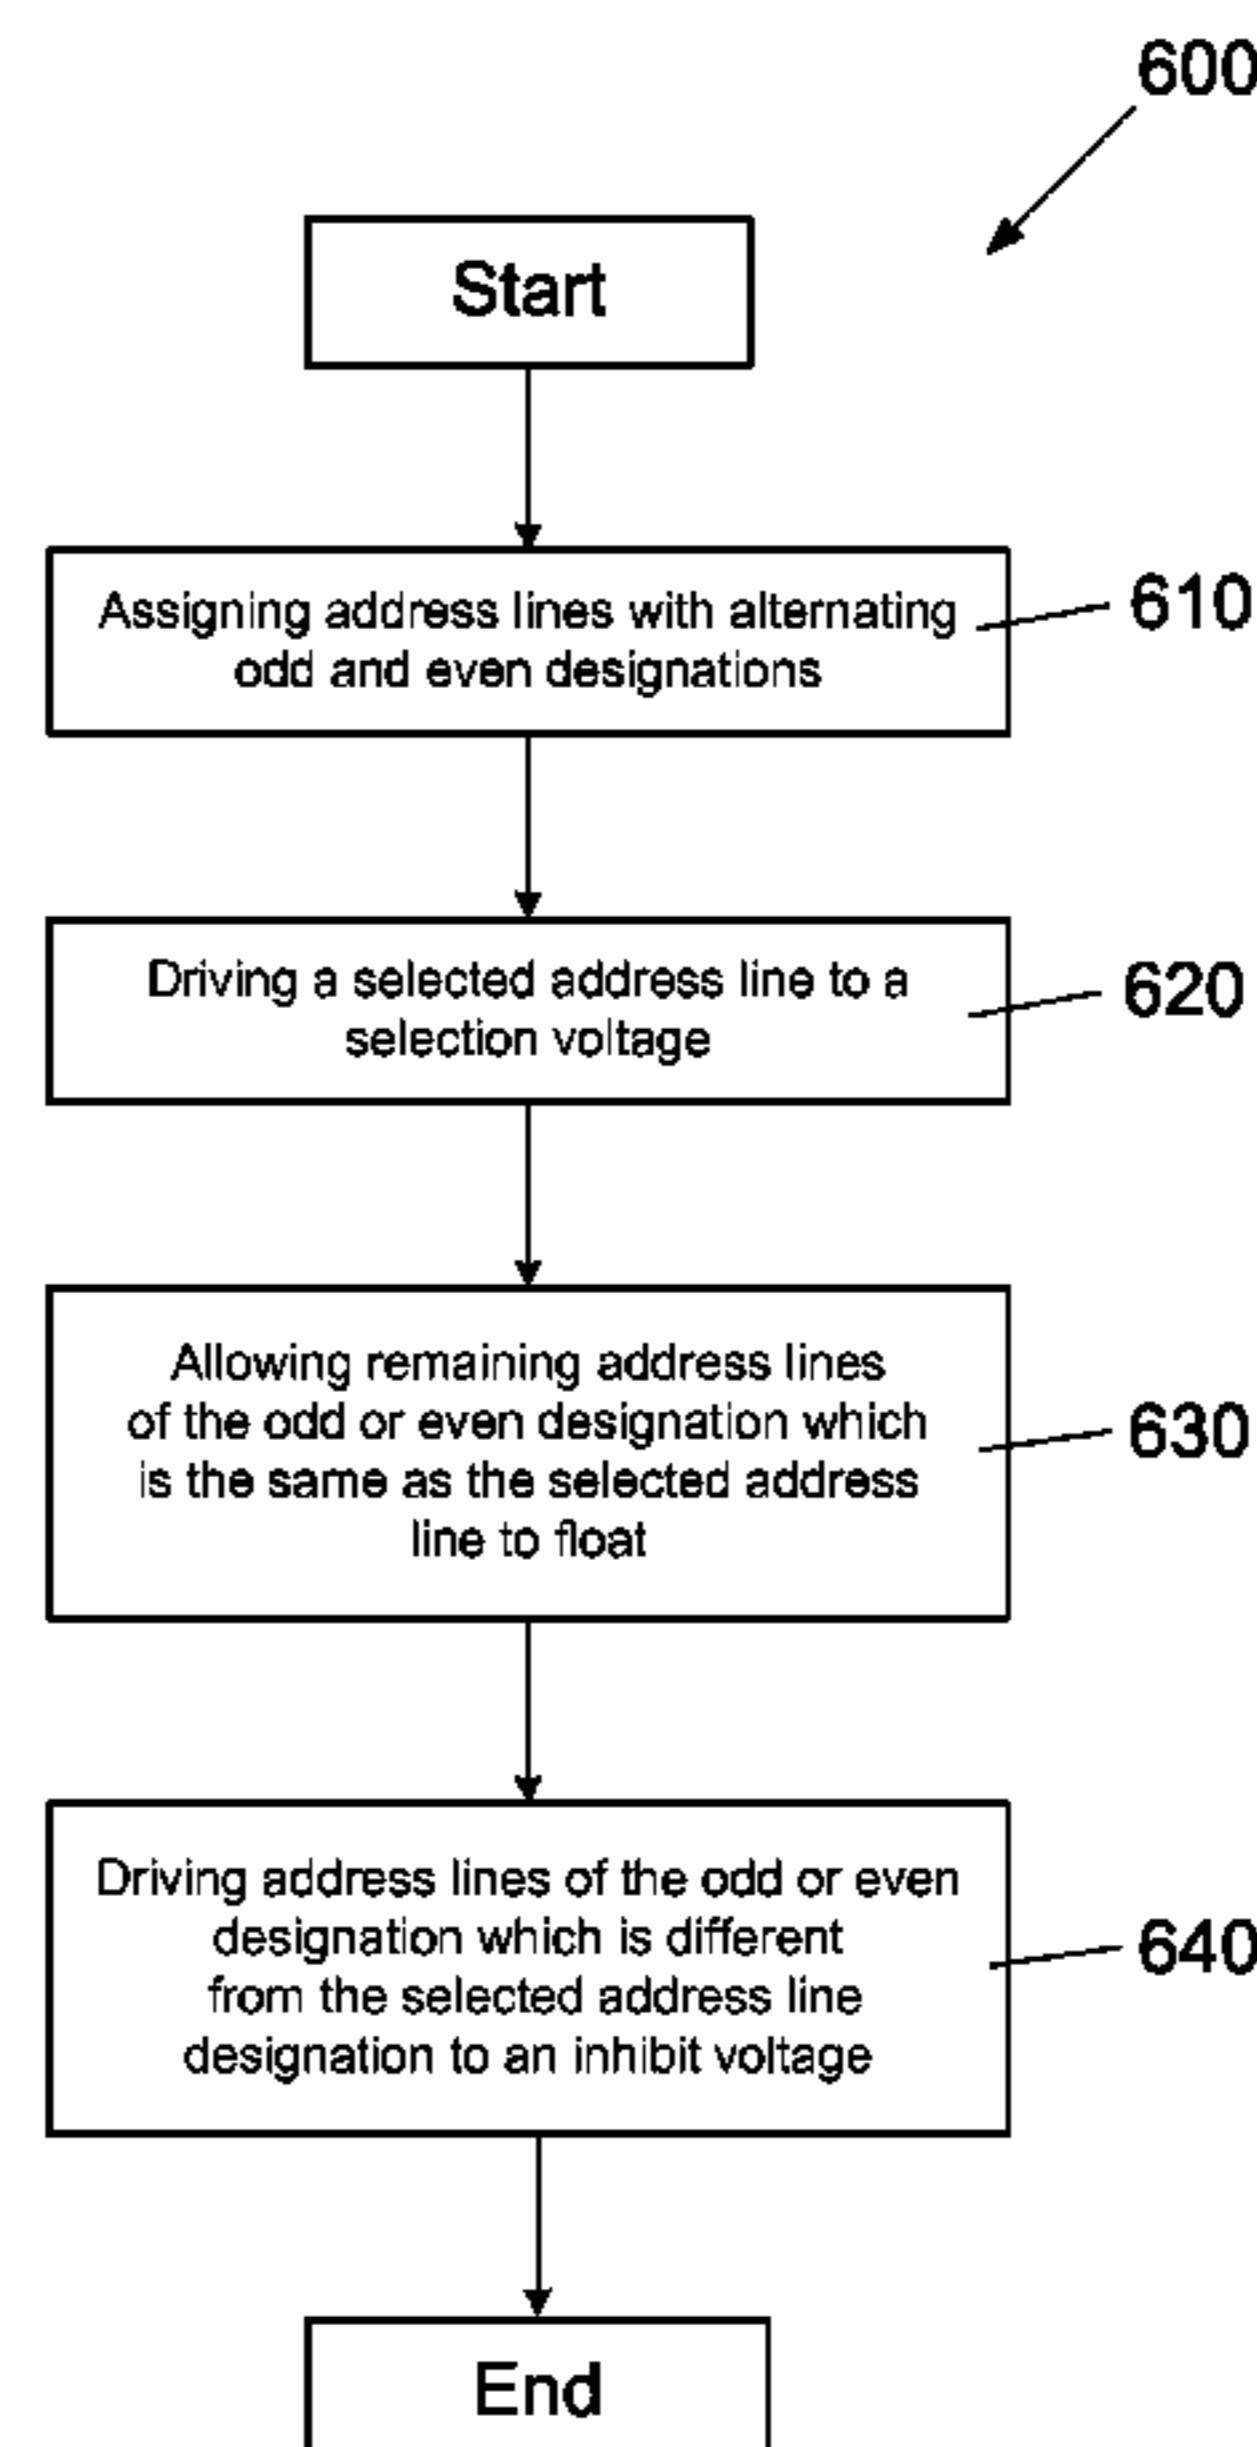 600
Start
Assigning address lines with alternating
odd and even designations
610
Driving a selected address line to a
selection voltage
620
Allowing remaining address lines
of the odd or even designation which
is the same as the selected address
line to float
630
Driving address lines of the odd or even
designation which is different
from the selected address line
designation to an inhibit voltage
640
End